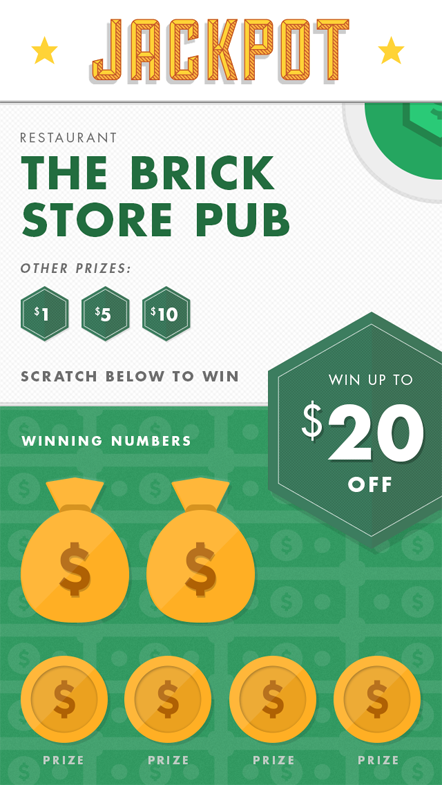 JACKPOT
RESTAURANT
THE BRICK
STORE PUB
OTHER PRIZES:
$1 $5 $10
SCRATCH BELOW TO WIN
WIN UP TO
$20
OFF
WINNING NUMBERS
$ $
$ $ $ $
PRIZE PRIZE PRIZE PRIZE